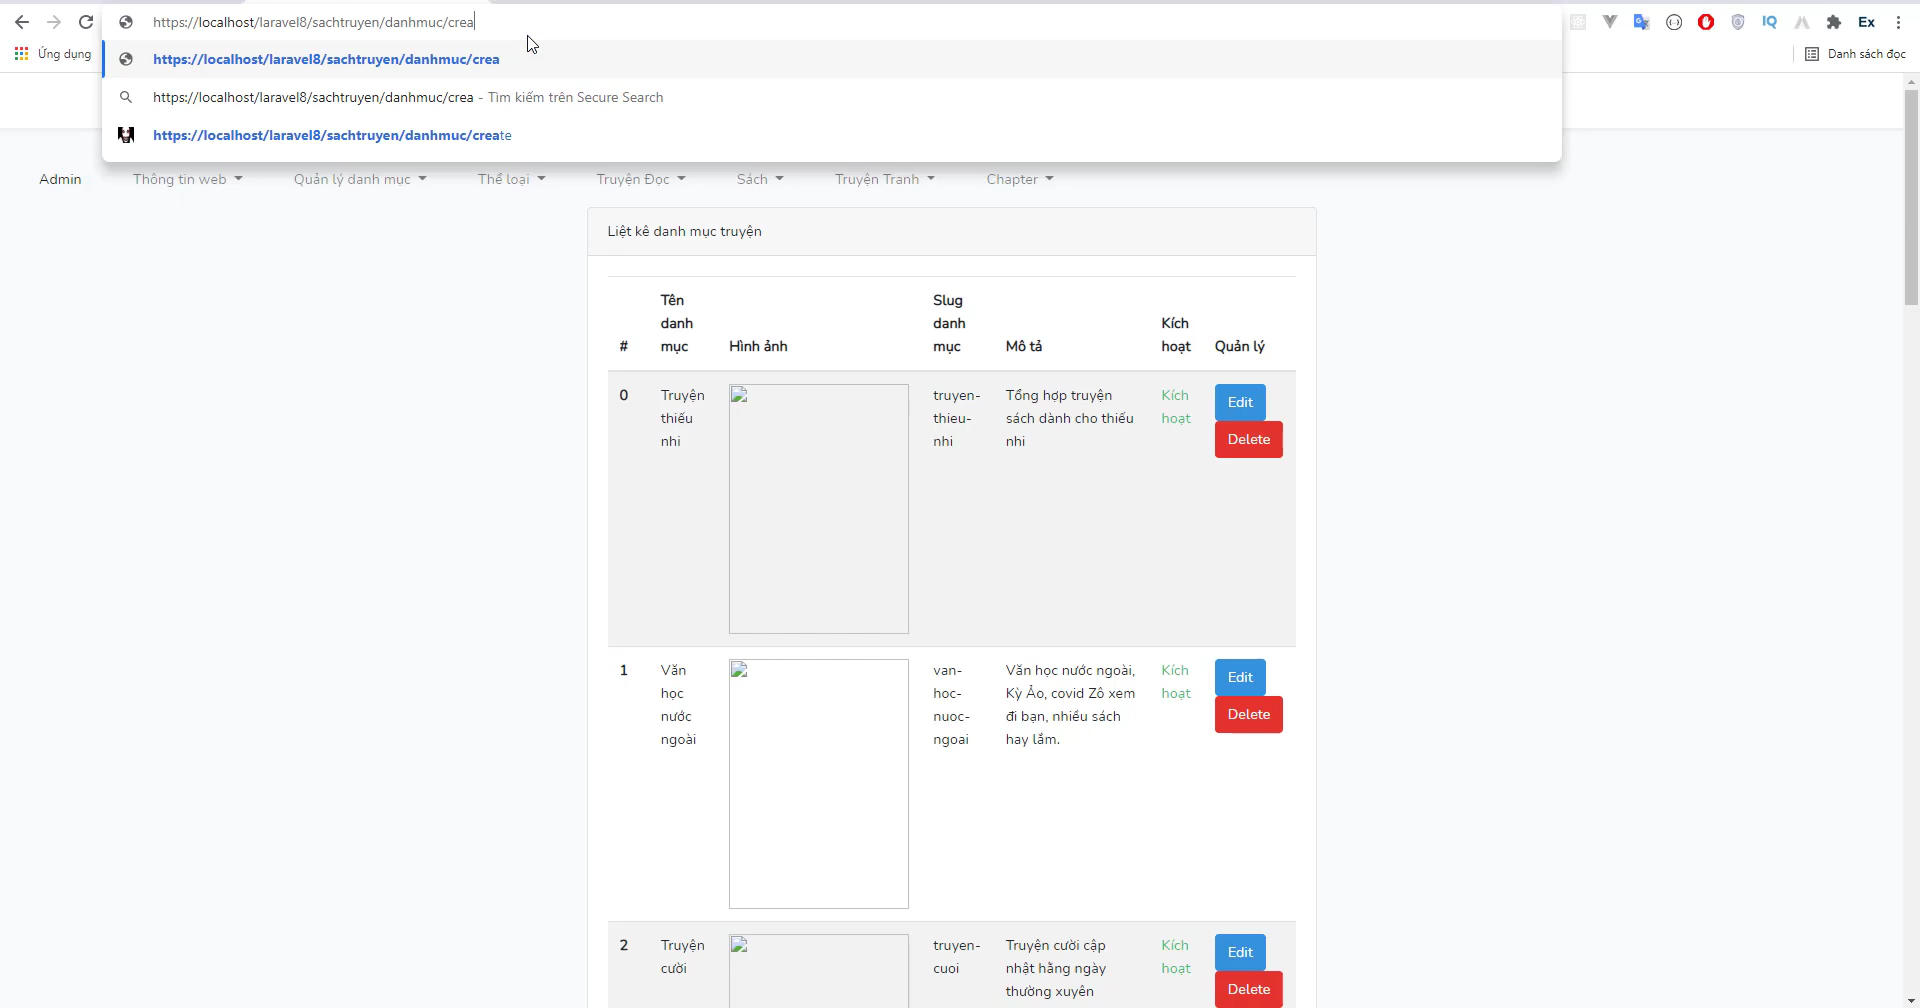 https://localhost/laravel8/sachtruyen/danhmuc/crea
IQ
Ex
Ứng dụng
https://localhost/laravel8/sachtruyen/danhmuc/crea
Danh sách đọc
https://localhost/laravel8/sachtruyen/danhmuc/crea - Tìm kiếm trên Secure Search
https://localhost/laravel8/sachtruyen/danhmuc/create
Admin Thông tin web Quản lý danh mục Thể loại Truyện Đọc Sách Truyện Tranh Chapter
Liệt kê danh mục truyện
#
Tên
danh
mục
Hình ảnh
Slug
danh
mục
Mô tả
Kích
hoạt
Quản lý
0
Truyện
thiếu
nhi
truyen-
thieu-
nhi
Tổng hợp truyện
sách dành cho thiếu
nhi
Kích
hoạt
Edit
Delete
1
Văn
học
nước
ngoài
van-
hoc-
nuoc-
ngoai
Văn học nước ngoài,
Kỳ Ảo, covid Zô xem
đi bạn, nhiều sách
hay lắm.
Kích
hoạt
Edit
Delete
2
Truyện
cười
truyen-
cuoi
Truyện cười cập
nhật hằng ngày
thường xuyên
Kích
hoạt
Edit
Delete